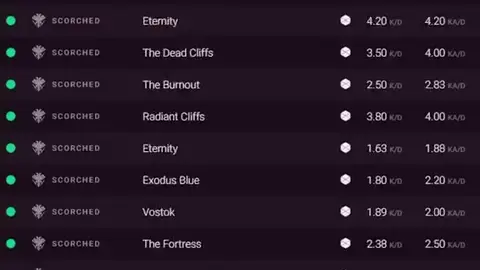 SCORCHED Eternity 4.20 K/D 4.20 KA/D
SCORCHED The Dead Cliffs 3.50 K/D 4.00 KA/D
SCORCHED The Burnout 2.50 K/D 2.83 KA/D
SCORCHED Radiant Cliffs 3.80 K/D 4.00 KA/D
SCORCHED Eternity 1.63 K/D 1.88 KA/D
SCORCHED Exodus Blue 1.80 K/D 2.20 KA/D
SCORCHED Vostok 1.89 K/D 2.00 KA/D
SCORCHED The Fortress 2.38 K/D 2.50 KA/D